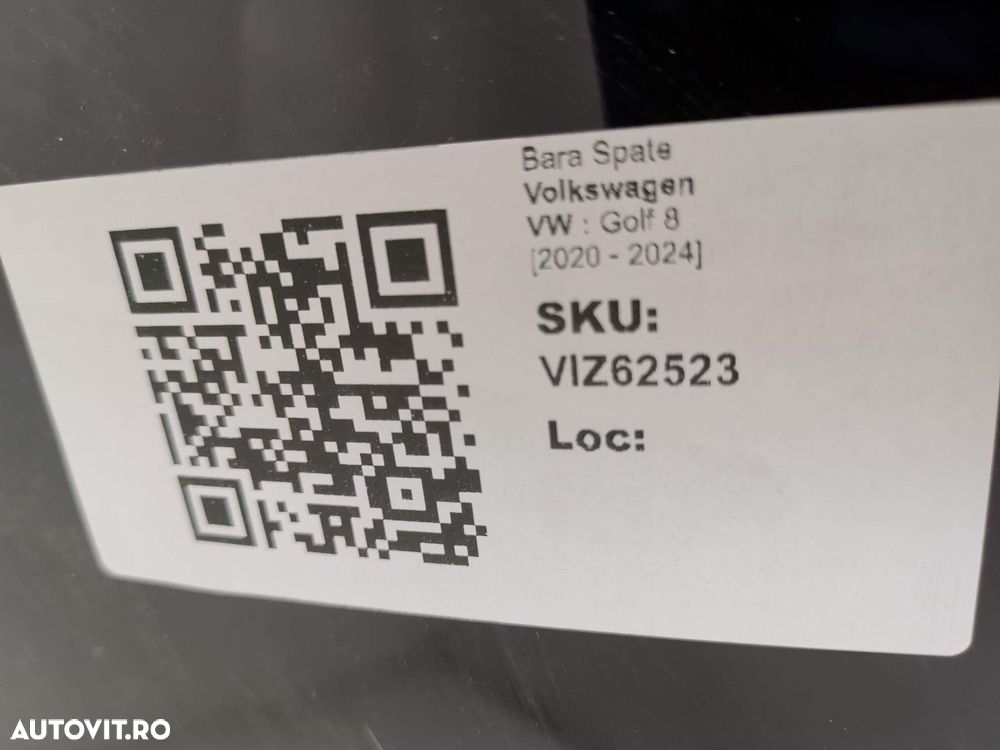 Bara Spate
Volkswagen
VW : Golf 8
[2020 - 2024]
SKU:
VIZ62523
Loc:
AUTOVIT.RO